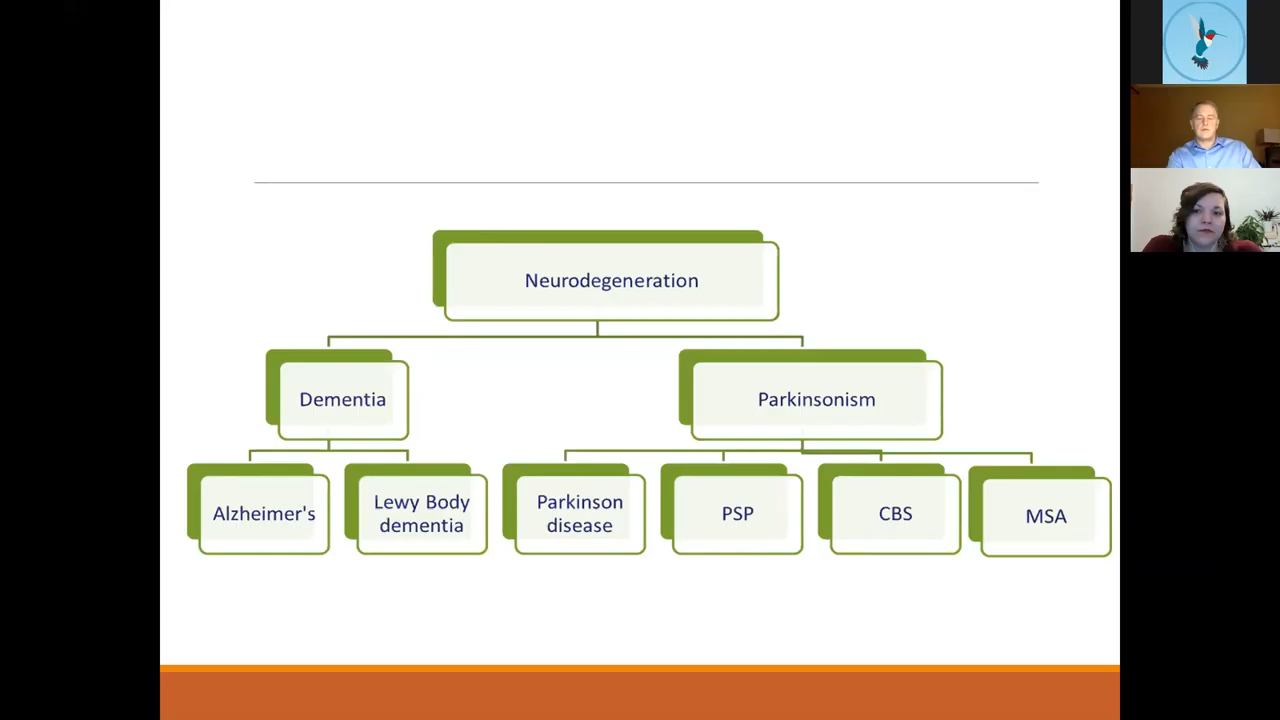 Neurodegeneration
Dementia
Parkinsonism
Alzheimer's
Lewy Body
dementia
Parkinson
disease
PSP
CBS
MSA